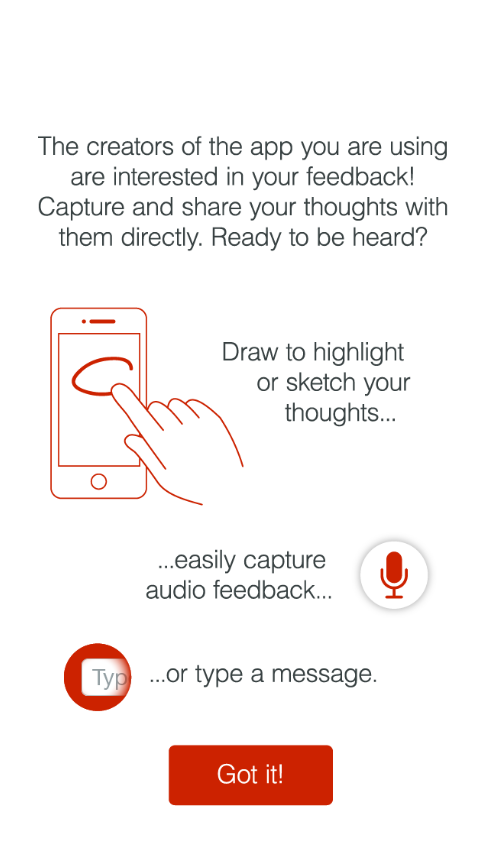 The creators of the app you are using
are interested in your feedback!
Capture and share your thoughts with
them directly. Ready to be heard?
Draw to highlight
or sketch your
thoughts...
...easily capture
audio feedback...
Typ
...or type a message.
Got it!